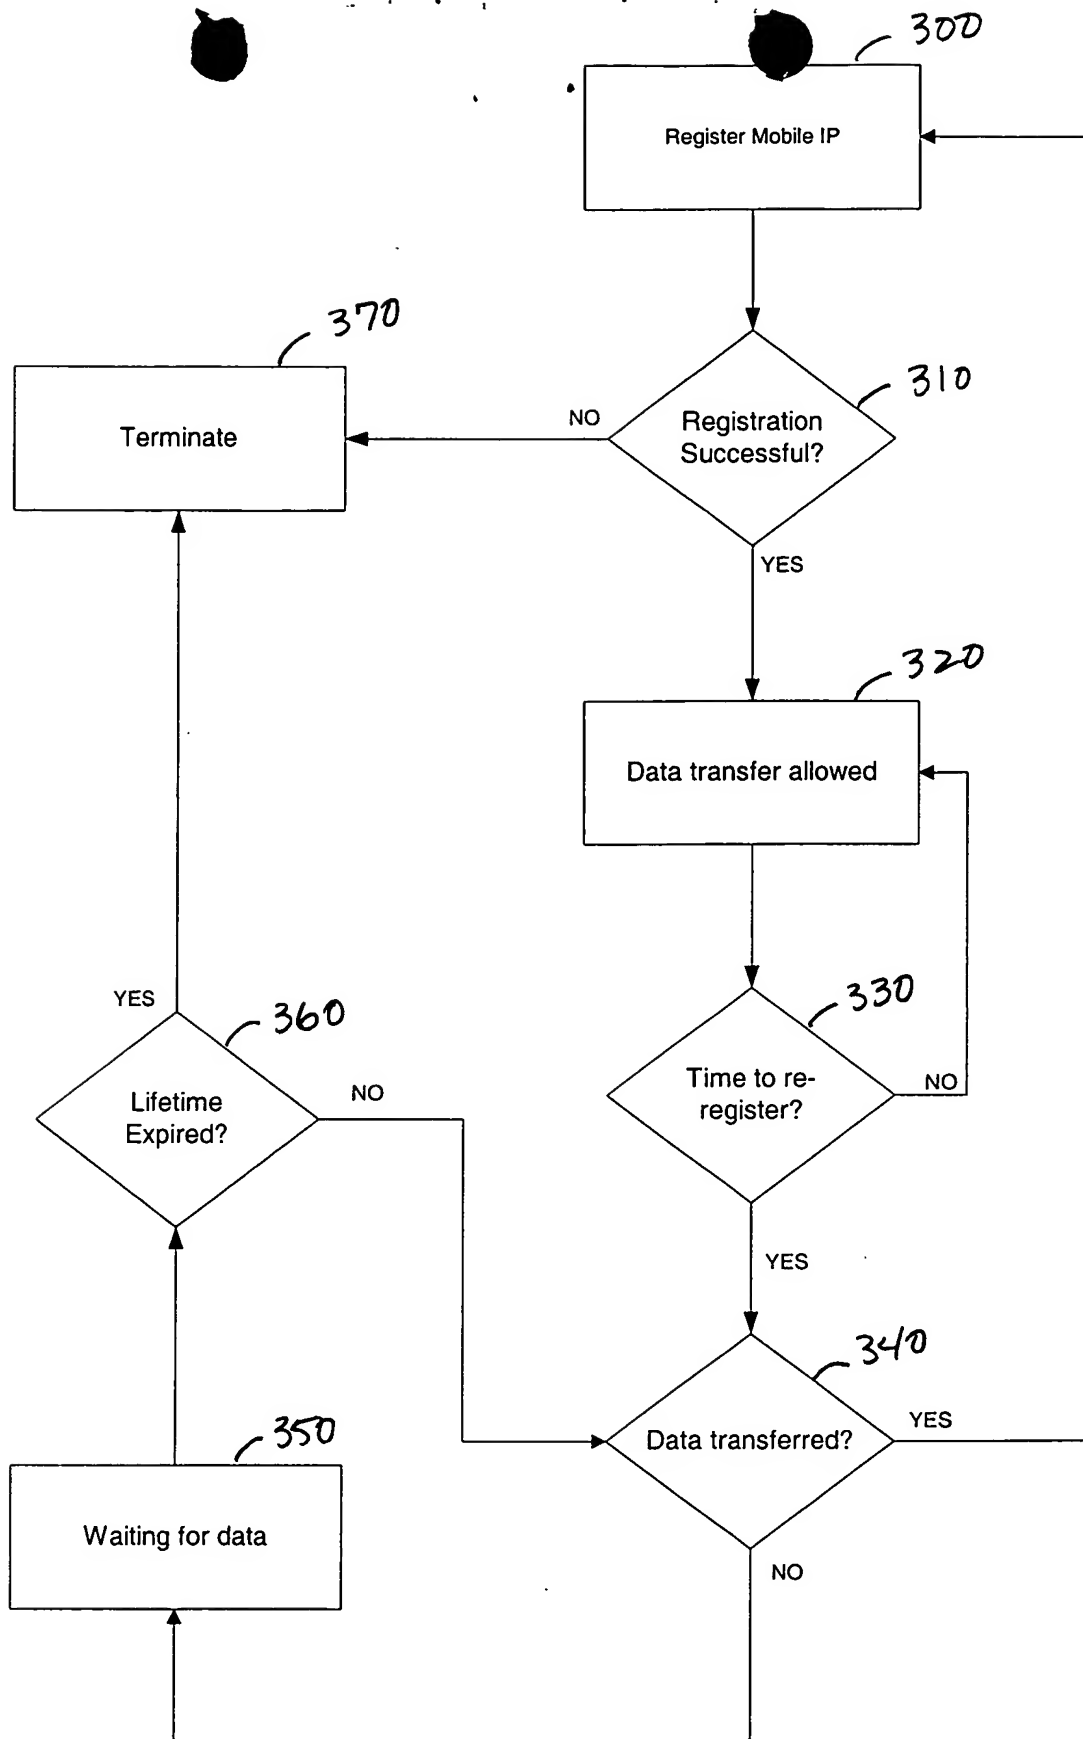 300
Register Mobile IP
370
310
Terminate
NO
Registration
Successful?
YES
320
Data transfer allowed
YES
360
330
Lifetime
Expired?
NO
Time to re-
register?
NO
YES
340
350
Data transferred?
YES
Waiting for data
NO